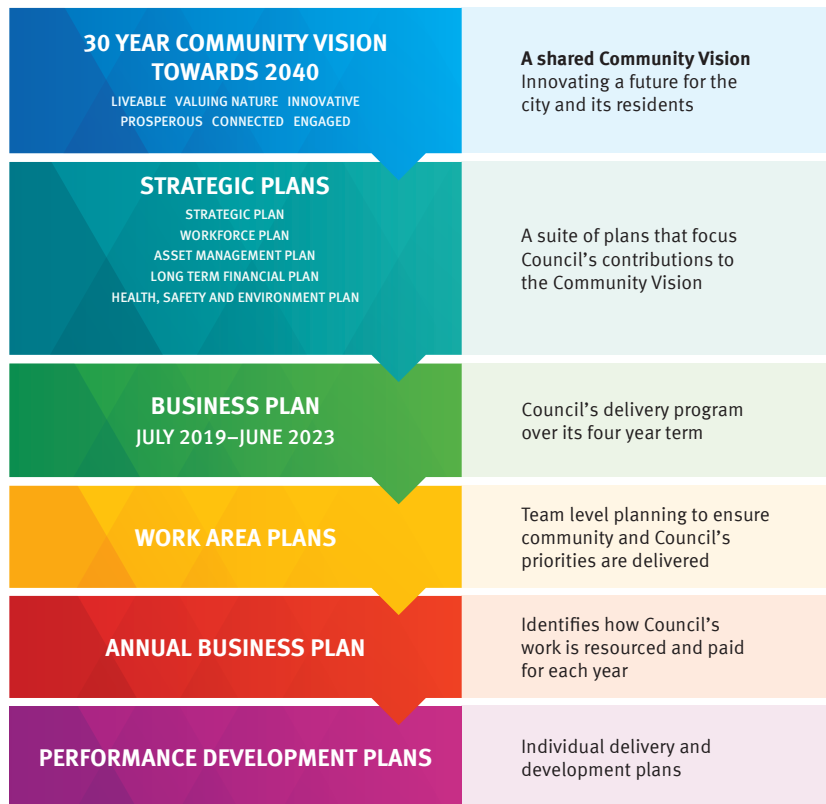 30 YEAR COMMUNITY VISION
TOWARDS 2040
LIVEABLE VALUING NATURE INNOVATIVE
PROSPEROUS CONNECTED ENGAGED
A shared Community Vision
Innovating a future for the
city and its residents
STRATEGIC PLANS
STRATEGIC PLAN
WORKFORCE PLAN
ASSET MANAGEMENT PLAN
LONG TERM FINANCIAL PLAN
HEALTH, SAFETY AND ENVIRONMENT PLAN
A suite of plans that focus
Council’s contributions to
the Community Vision
BUSINESS PLAN
JULY 2019–JUNE 2023
Council’s delivery program
over its four year term
WORK AREA PLANS
Team level planning to ensure
community and Council’s
priorities are delivered
ANNUAL BUSINESS PLAN
Identifies how Council’s
work is resourced and paid
for each year
PERFORMANCE DEVELOPMENT PLANS
Individual delivery and
development plans